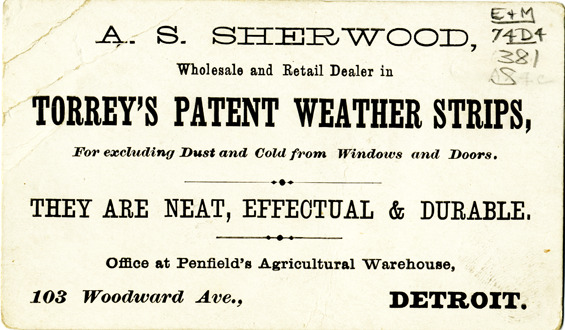 E&M
A. S. SHERWOOD,
74D4
381
Wholesale and Retail Dealer in
TORREY'S PATENT WEATHER STRIPS,
For excluding Dust and Cold from Windows and Doors.
THEY ARE NEAT, EFFECTUAL & DURABLE.
Office at Penfield's Agricultural Warehouse,
103 Woodward Ave., DETROIT.